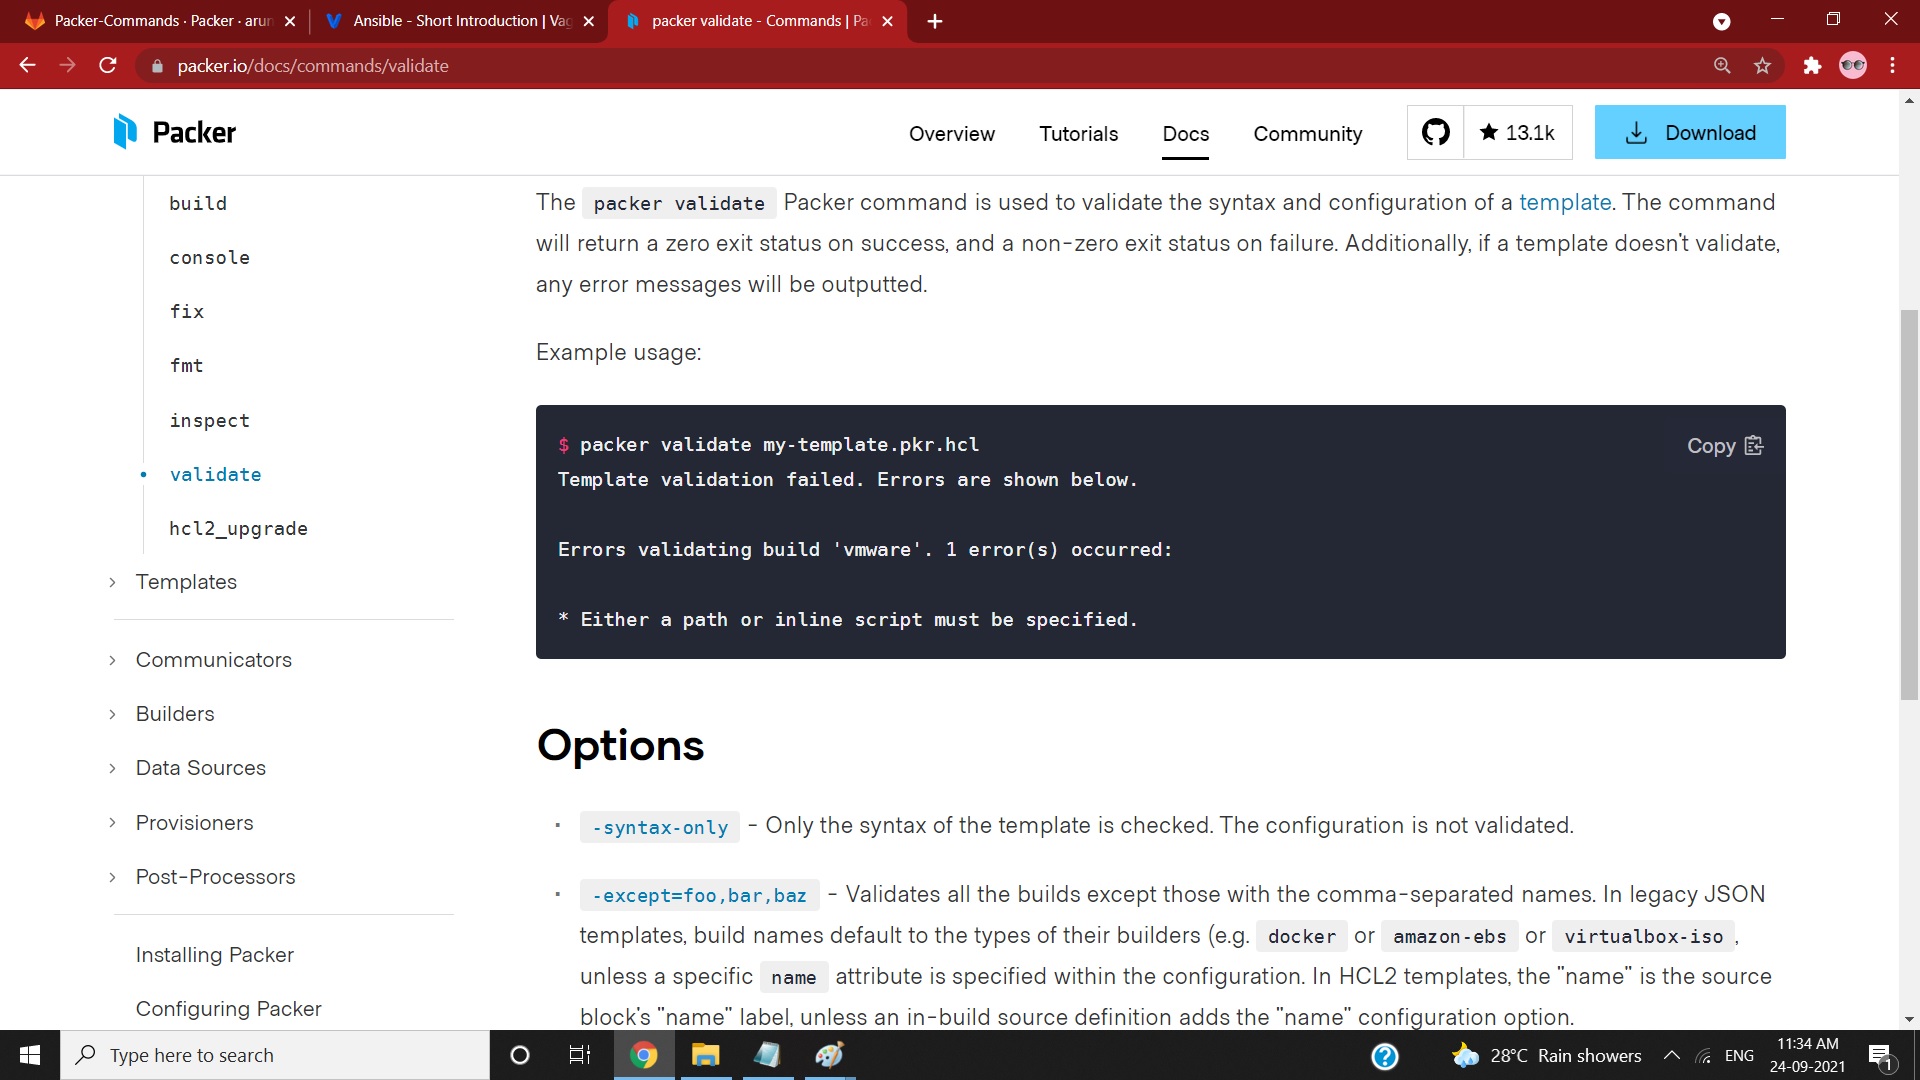 Packer-Commands · Packer · arun
Ansible - Short Introduction | Vag
packer validate - Commands | Pa
packer.io/docs/commands/validate
Packer
Overview
Tutorials
Docs
Community
13.1k
Download
build
console
fix
fmt
inspect
validate
hcl2_upgrade
Templates
Communicators
Builders
Data Sources
Provisioners
Post-Processors
Installing Packer
Configuring Packer
The packer validate Packer command is used to validate the syntax and configuration of a template. The command
will return a zero exit status on success, and a non-zero exit status on failure. Additionally, if a template doesn't validate,
any error messages will be outputted.
Example usage:
$ packer validate my-template.pkr.hcl
Copy
Template validation failed. Errors are shown below.
Errors validating build 'vmware'. 1 error(s) occurred:
* Either a path or inline script must be specified.
Options
-syntax-only - Only the syntax of the template is checked. The configuration is not validated.
-except=foo,bar,baz - Validates all the builds except those with the comma-separated names. In legacy JSON
templates, build names default to the types of their builders (e.g. docker or amazon-ebs or virtualbox-iso,
unless a specific name attribute is specified within the configuration. In HCL2 templates, the "name" is the source
block's "name" label, unless an in-build source definition adds the "name" configuration option.
Type here to search
28°C Rain showers
ENG
11:34 AM
24-09-2021
1